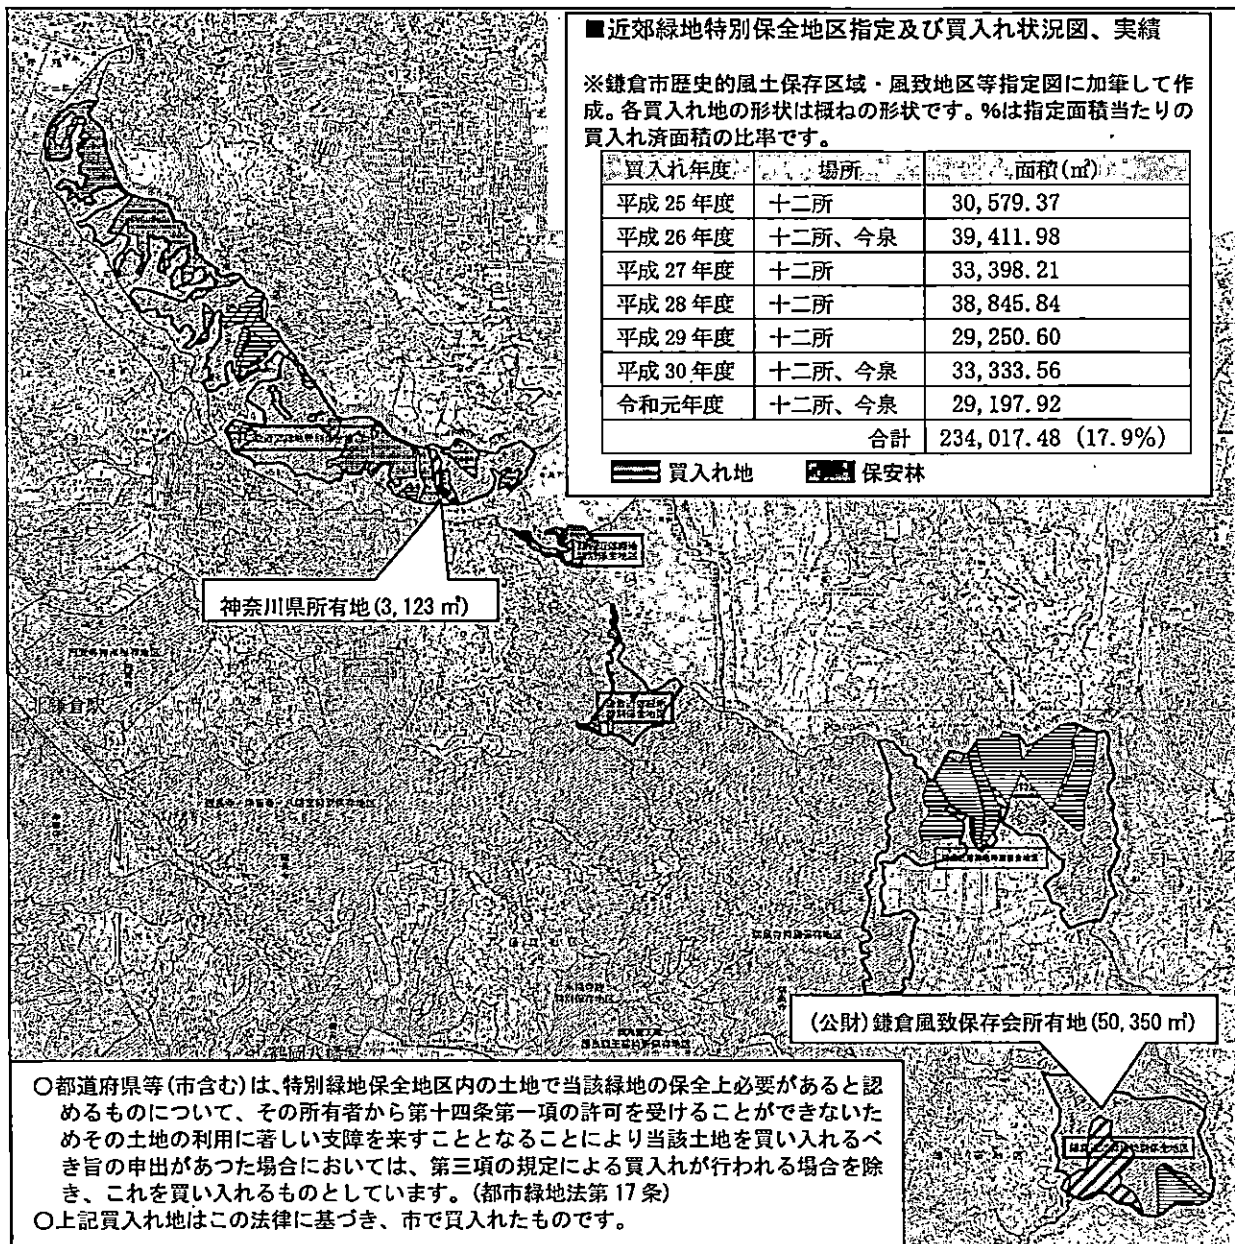 ■近郊緑地特別保全地区指定及び買入れ状況図、実績
※鎌倉市歴史的風土保存区域・風致地区等指定図に加筆して作
成。各買入れ地の形状は概ねの形状です。%は指定面積当たりの
買入れ済面積の比率です。
買入れ年度 場所 面積(㎡)
平成 25 年度 十二所 30,579.37
平成 26 年度 十二所、今泉 39,411.98
平成 27 年度 十二所 33,398.21
平成 28 年度 十二所 38,845.84
平成 29 年度 十二所 29,250.60
平成 30 年度 十二所、今泉 33,333.56
令和元年度 十二所、今泉 29,197.92
合計 234,017.48 (17.9%)
買入れ地 保安林
神奈川県所有地(3,123 ㎡)
北鎌倉駅
(公財)鎌倉風致保存会所有地(50,350 ㎡)
○都道府県等(市含む)は、特別緑地保全地区内の土地で当該緑地の保全上必要があると認
めるものについて、その所有者から第十四条第一項の許可を受けることができないた
めその土地の利用に著しい支障を来すこととなることにより当該土地を買い入れるべ
き旨の申出があつた場合においては、第三項の規定による買入れが行われる場合を除
き、これを買い入れるものとしています。(都市緑地法第 17 条)
○上記買入れ地はこの法律に基づき、市で買入れたものです。